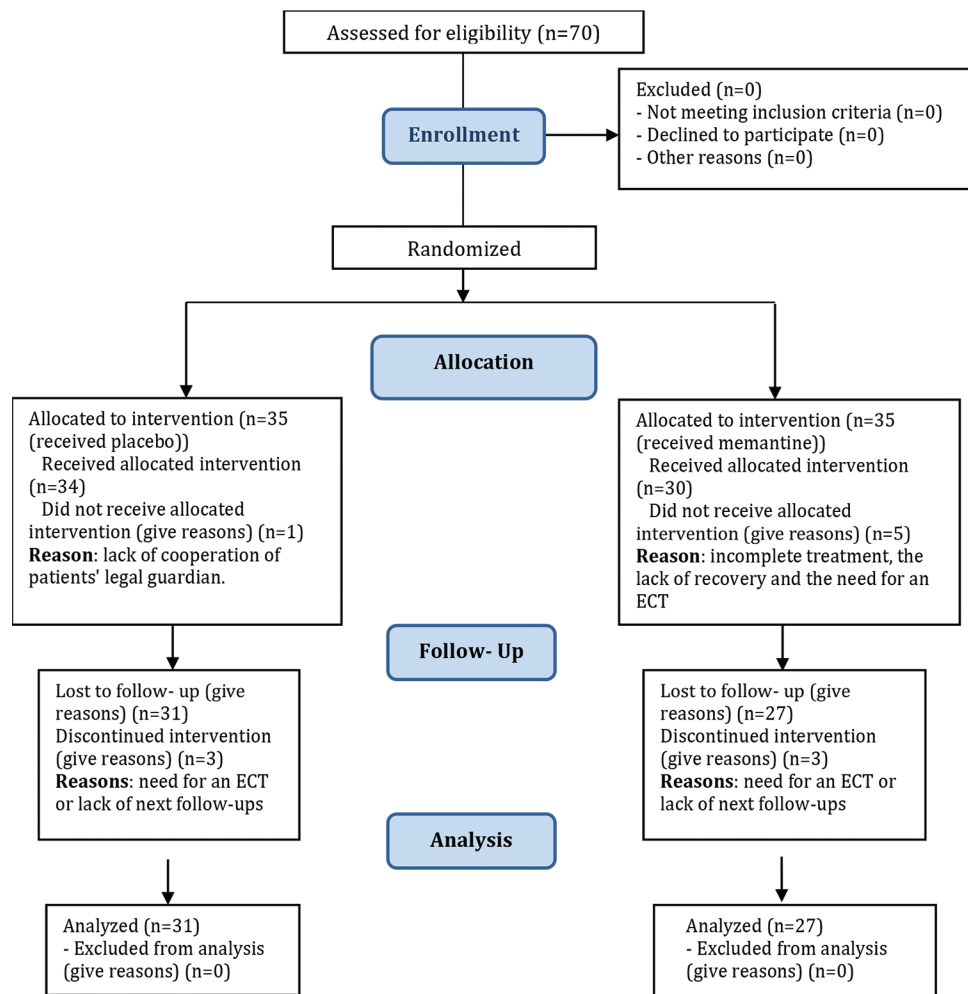 Assessed for eligibility (n=70)
Excluded (n=0)
- Not meeting inclusion criteria (n=0)
- Declined to participate (n=0)
- Other reasons (n=0)
Enrollment
Randomized
Allocation
Allocated to intervention (n=35
(received placebo))
Received allocated intervention
(n=34)
Did not receive allocated
intervention (give reasons) (n=1)
Reason: lack of cooperation of
patients' legal guardian.
Allocated to intervention (n=35
(received memantine))
Received allocated intervention
(n=30)
Did not receive allocated
intervention (give reasons) (n=5)
Reason: incomplete treatment, the
lack of recovery and the need for an
ECT
Follow- Up
Lost to follow- up (give
reasons) (n=31)
Discontinued intervention
(give reasons) (n=3)
Reasons: need for an ECT
or lack of next follow-ups
Lost to follow-up (give
reasons) (n=27)
Discontinued intervention
(give reasons) (n=3)
Reasons: need for an ECT or
lack of next follow-ups
Analysis
Analyzed (n=31)
- Excluded from analysis
(give reasons) (n=0)
Analyzed (n=27)
- Excluded from analysis
(give reasons) (n=0)